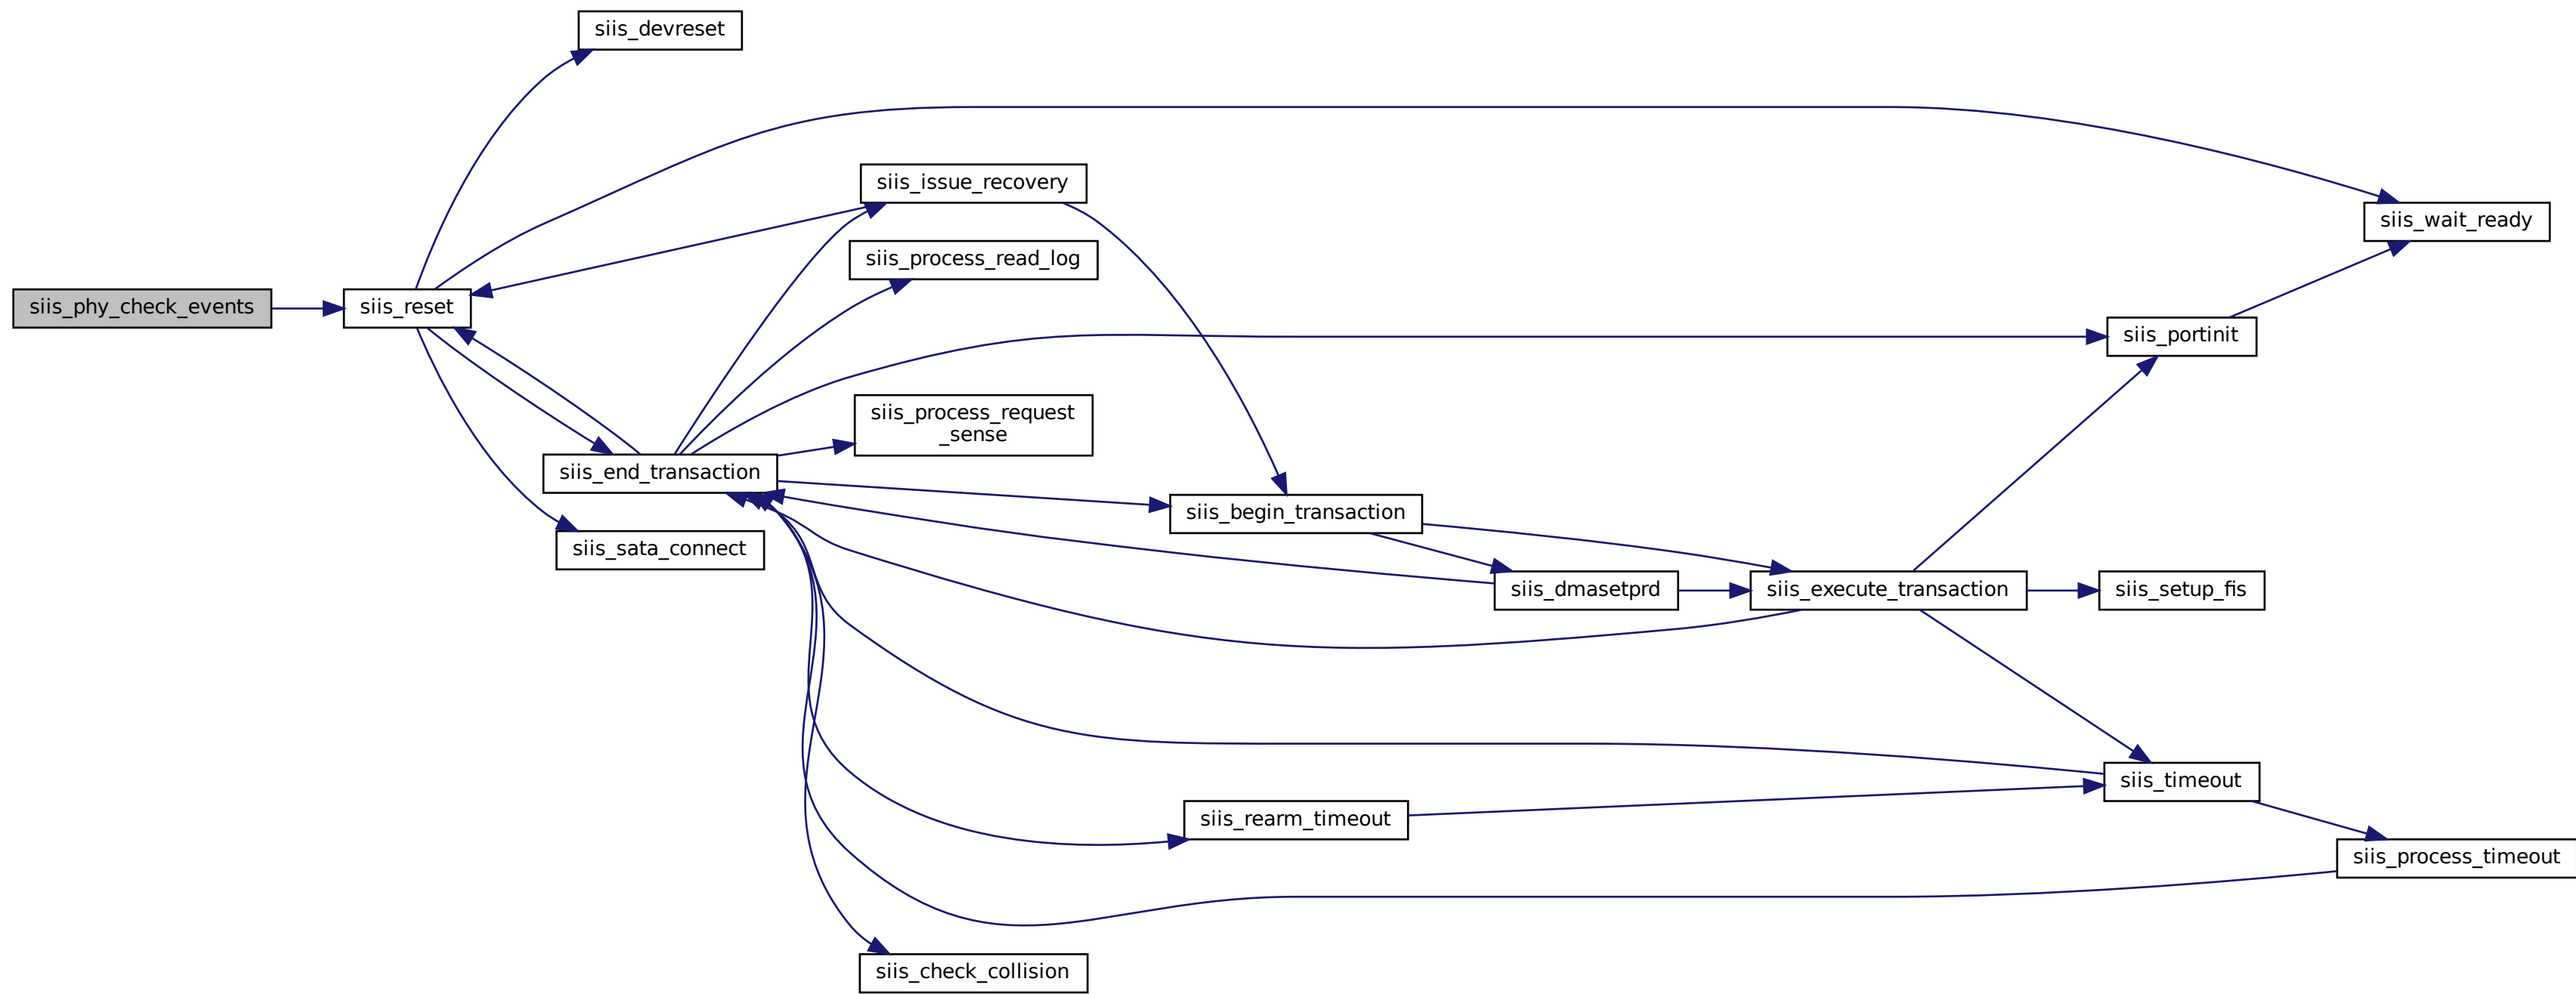 siis_devreset
siis_issue_recovery
siis_wait_ready
siis_process_read_log
siis_phy_check_events
siis_reset
siis_portinit
siis_process_request
_sense
siis_end_transaction
siis_begin_transaction
siis_sata_connect
siis_dmasetprd
siis_execute_transaction
siis_setup_fis
siis_timeout
siis_rearm_timeout
siis_process_timeout
siis_check_collision